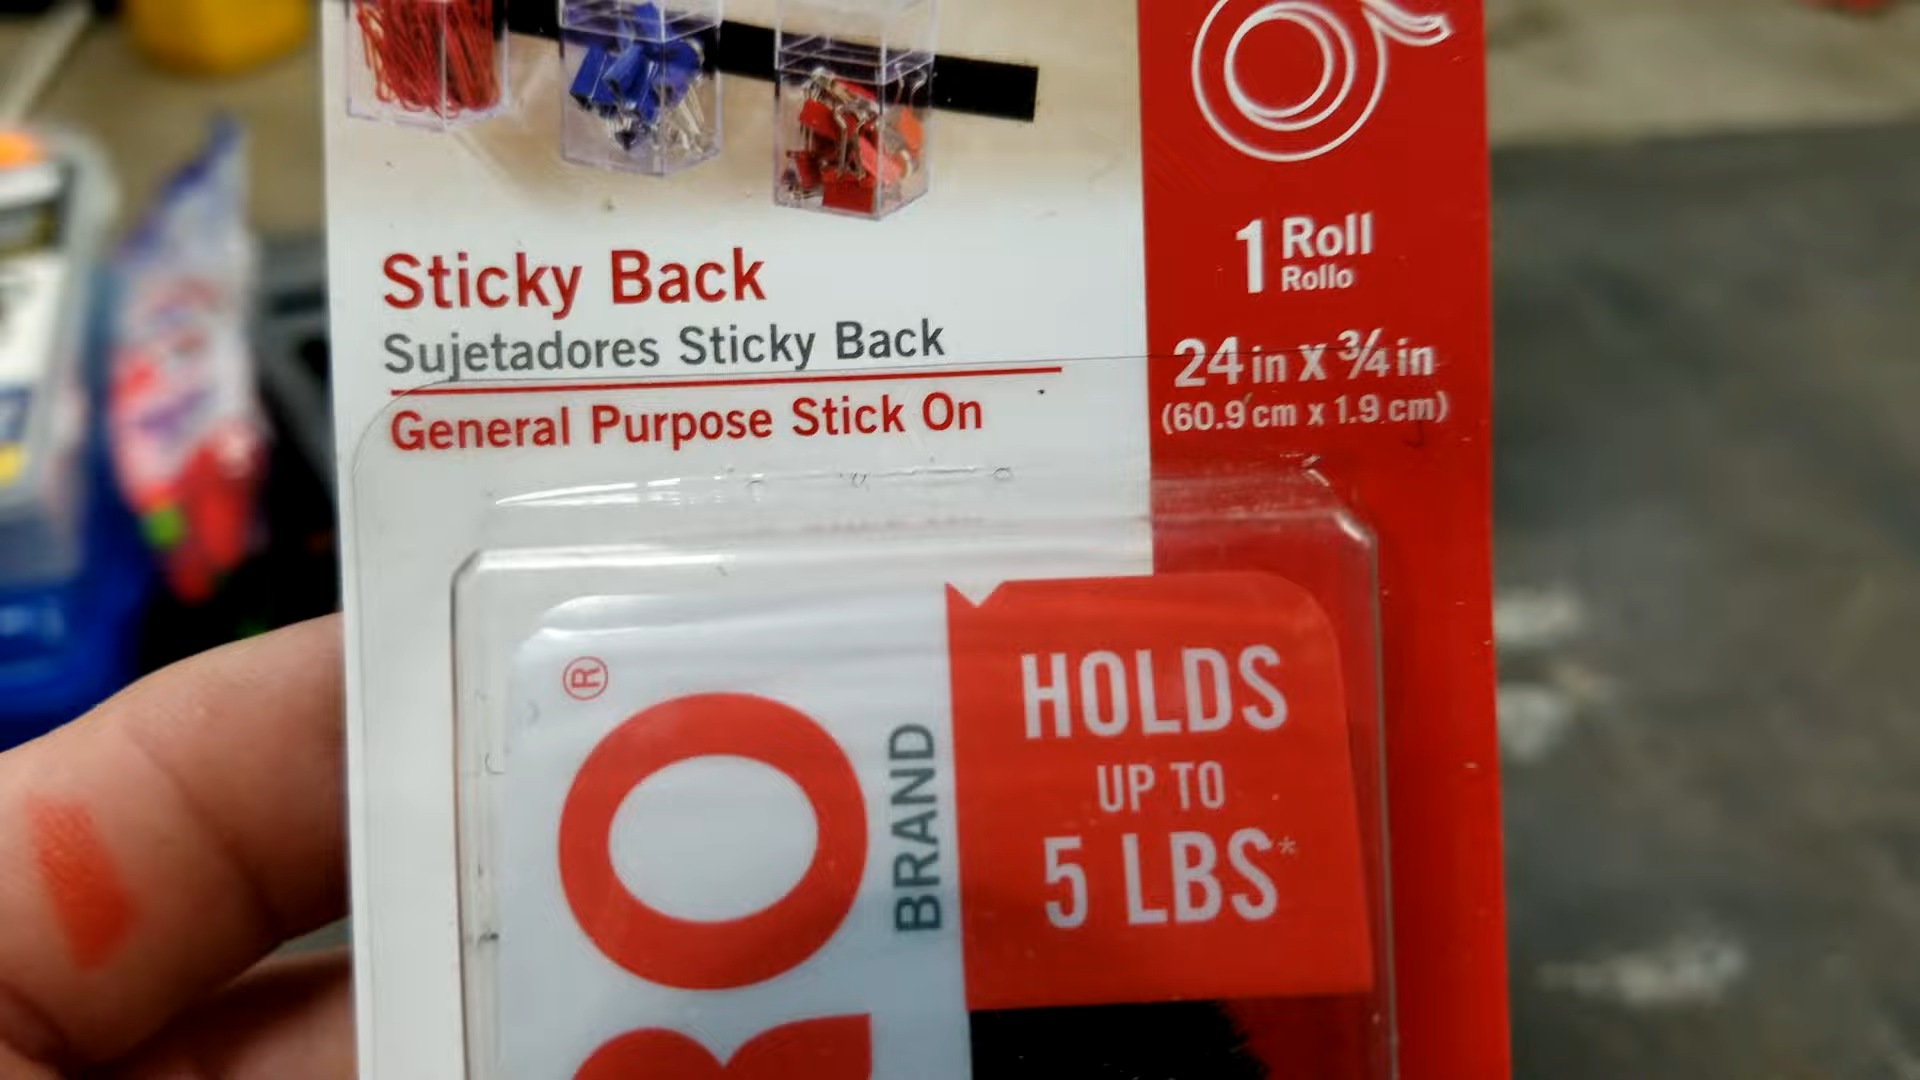 Sticky Back
Sujetadores Sticky Back
General Purpose Stick On
1 Roll
Rollo
24 in X ¾ in
(60.9 cm x 1.9 cm)
®
RO
BRAND
HOLDS
UP TO
5 LBS*